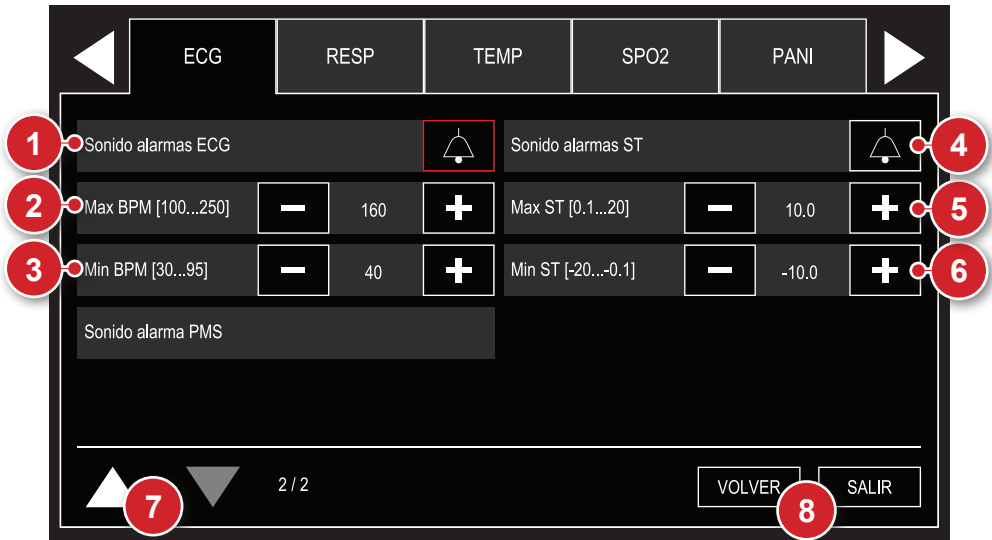 ECG RESP TEMP SPO2 PANI
1 Sonido alarmas ECG Sonido alarmas ST 4
2 Max BPM [100...250] − 160 + Max ST [0.1...20] − 10.0 + 5
3 Min BPM [30...95] − 40 + Min ST [-20...-0.1] − -10.0 + 6
Sonido alarma PMS
7 2 / 2 VOLVER 8 SALIR